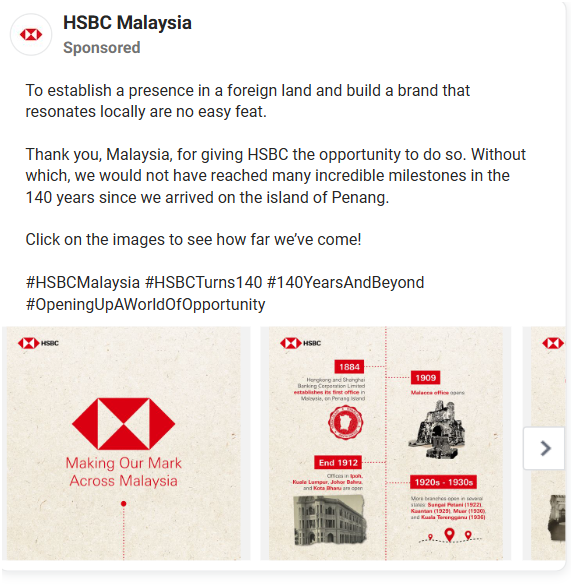 HSBC Malaysia
Sponsored
To establish a presence in a foreign land and build a brand that
resonates locally are no easy feat.
Thank you, Malaysia, for giving HSBC the opportunity to do so. Without
which, we would not have reached many incredible milestones in the
140 years since we arrived on the island of Penang.
Click on the images to see how far we’ve come!
#HSBCMalaysia #HSBCTurns140 #140YearsAndBeyond
#OpeningUpAWorldOfOpportunity
HSBC
Making Our Mark
Across Malaysia
HSBC
1884
Hongkong and Shanghai
Banking Corporation Limited
establishes its first office in
Malaysia, on Penang Island
1909
Malacca office opens
End 1912
Offices in Ipoh,
Kuala Lumpur, Johor Bahru,
and Kota Bharu are open
1920s - 1930s
More branches open in several
states: Sungai Petani (1922),
Kuantan (1929), Muar (1930),
and Kuala Terengganu (1936)